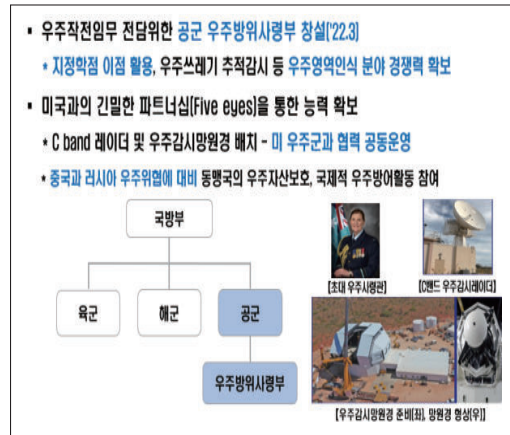 ▪ 우주작전임무 전담위한 공군 우주방위사령부 창설('22.3)
* 지정학점 이점 활용, 우주쓰레기 추적감시 등 우주영역인식 분야 경쟁력 확보
▪ 미국과의 긴밀한 파트너십(Five eyes)을 통한 능력 확보
* C band 레이더 및 우주감시망원경 배치 - 미 우주군과 협력 공동운영
* 중국과 러시아 우주위협에 대비 동맹국의 우주자산보호, 국제적 우주방어활동 참여
국방부
육군
해군
공군
우주방위사령부
[초대 우주사령관]
[C밴드 우주감시레이더]
[우주감시망원경 준비(좌), 망원경 형상(우)]